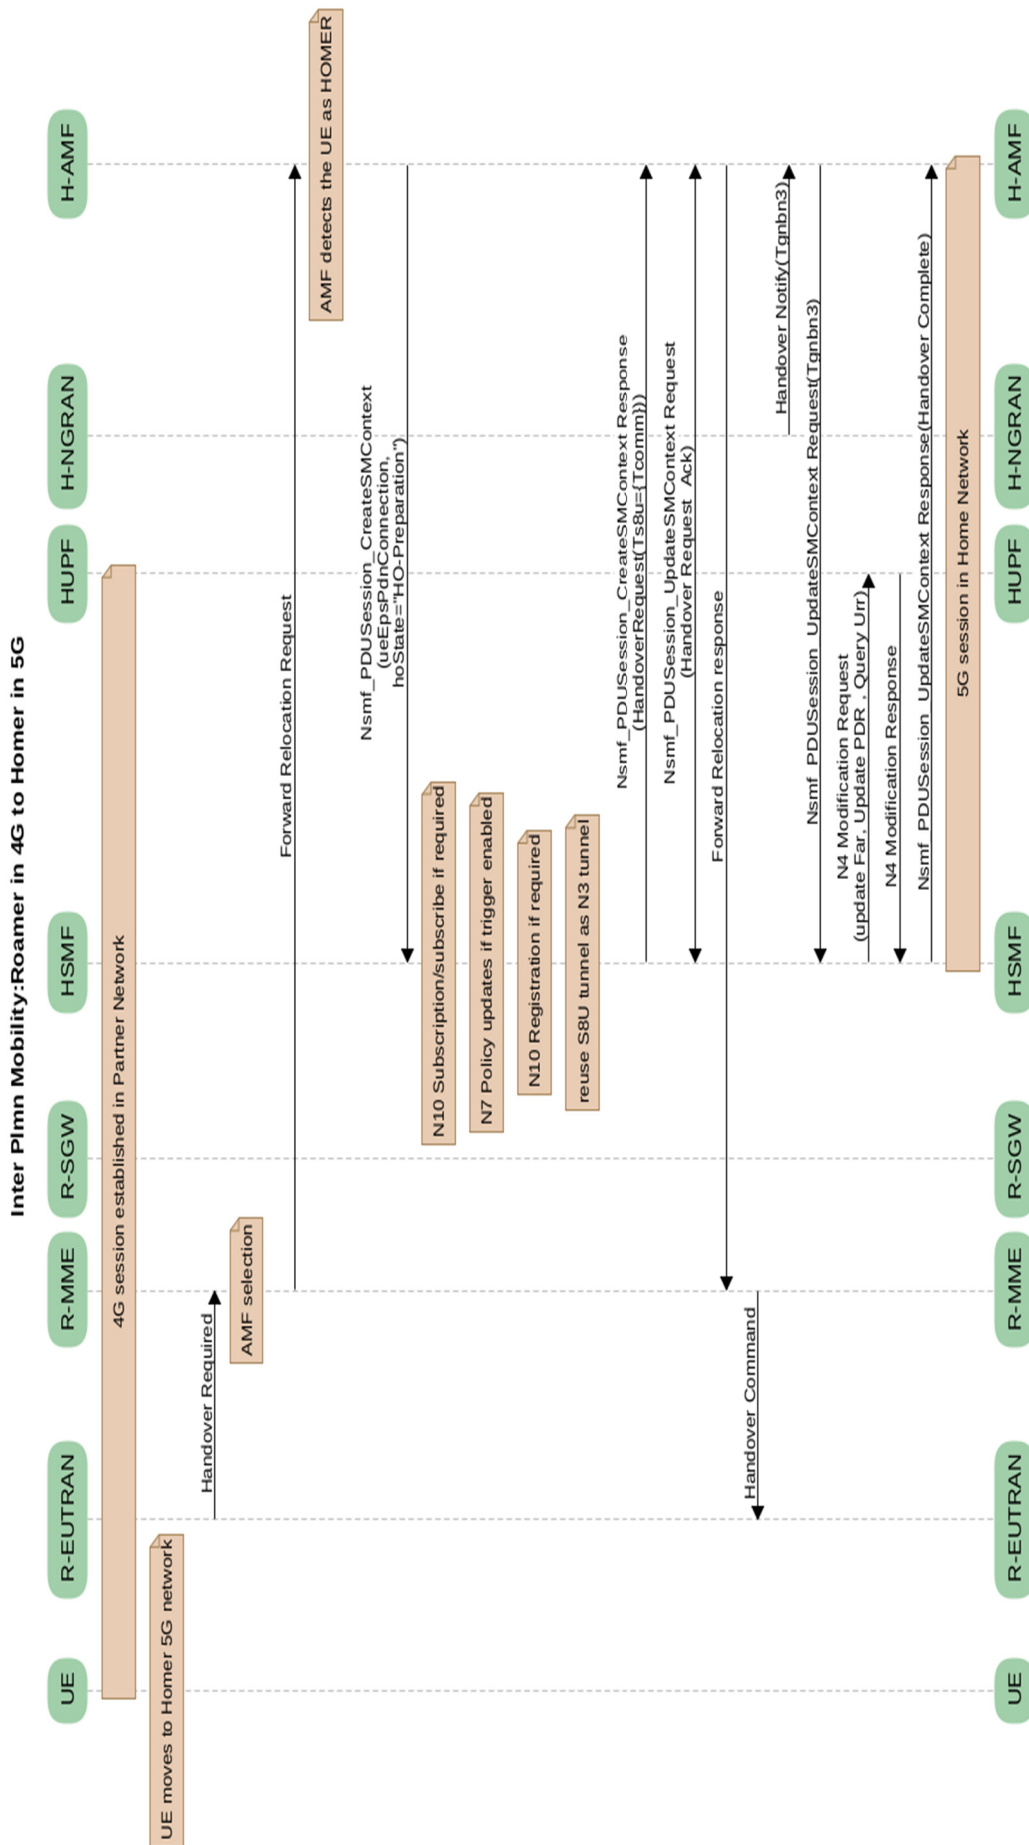 Inter Plmn Mobility:Roamer in 4G to Homer in 5G
UE
R-EUTRAN
R-MME
R-SGW
HSMF
HUPF
H-NGRAN
H-AMF
4G session established in Partner Network
UE moves to Homer 5G network
Handover Required
AMF selection
Forward Relocation Request
AMF detects the UE as HOMER
Nsmf_PDUSession_CreateSMContext
(ueEpsPdnConnection,
hoState="HO-Preparation")
N10 Subscription/subscribe if required
N7 Policy updates if trigger enabled
N10 Registration if required
reuse S8U tunnel as N3 tunnel
Nsmf_PDUSession_CreateSMContext Response
(HandoverRequest(Ts8u={Tcomm}))
Nsmf_PDUSession_UpdateSMContext Request
(Handover Request Ack)
Forward Relocation response
Handover Command
Handover Notify(Tgnbn3)
Nsmf_PDUSession_UpdateSMContext Request(Tgnbn3)
N4 Modification Request
(update Far, Update PDR , Query Urr)
N4 Modification Response
Nsmf_PDUSession_UpdateSMContext Response(Handover Complete)
5G session in Home Network
UE
R-EUTRAN
R-MME
R-SGW
HSMF
HUPF
H-NGRAN
H-AMF